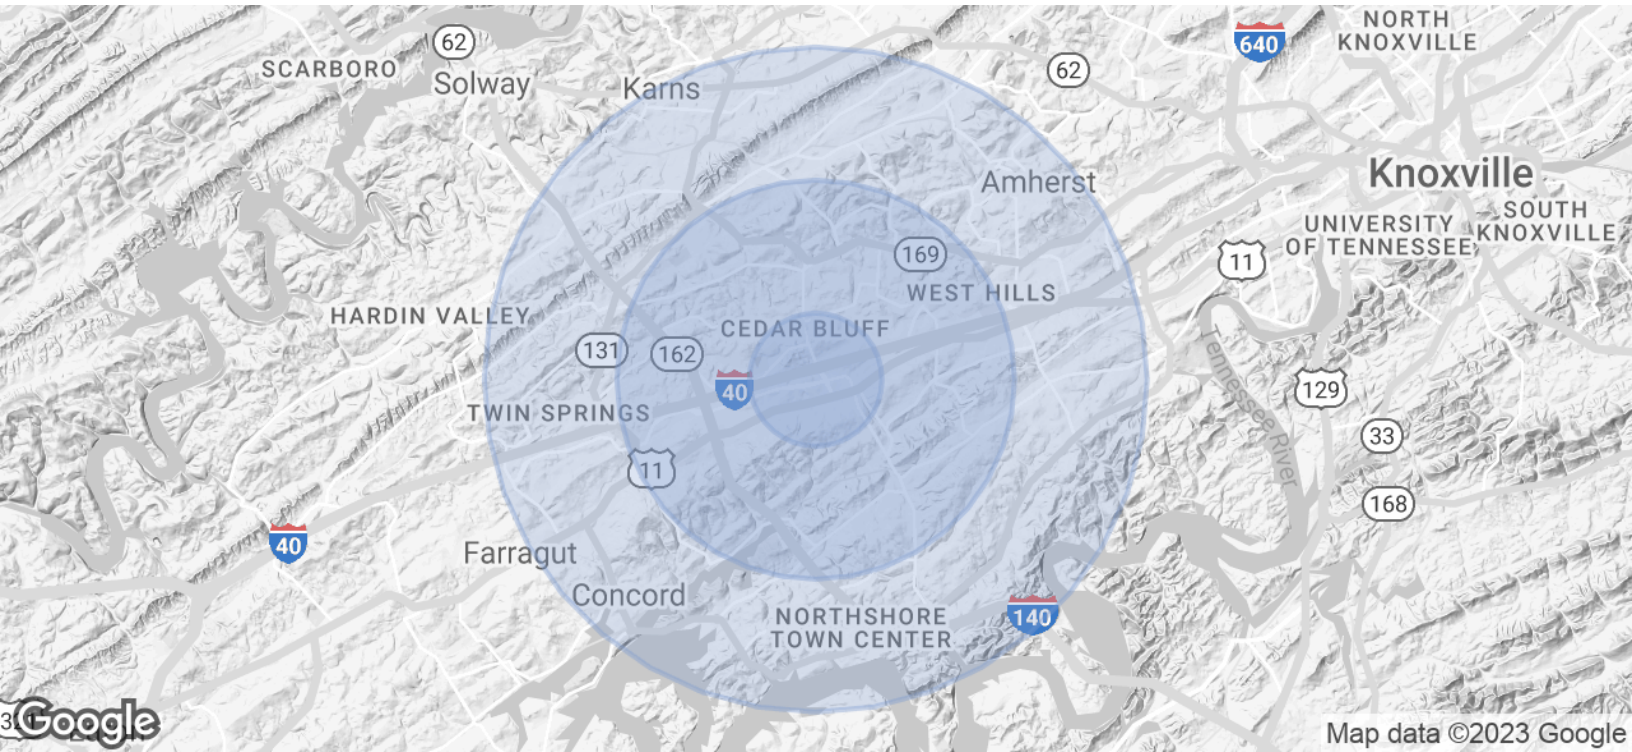 NORTH
KNOXVILLE
640
62
62
SCARBORO
Solway
Karns
Knoxville
Amherst
SOUTH
KNOXVILLE
UNIVERSITY
OF TENNESSEE
169
11
WEST HILLS
HARDIN VALLEY
CEDAR BLUFF
131
162
40
129
Tennessee River
TWIN SPRINGS
33
11
168
40
Farragut
Concord
140
NORTHSHORE
TOWN CENTER
Google
Map data ©2023 Google